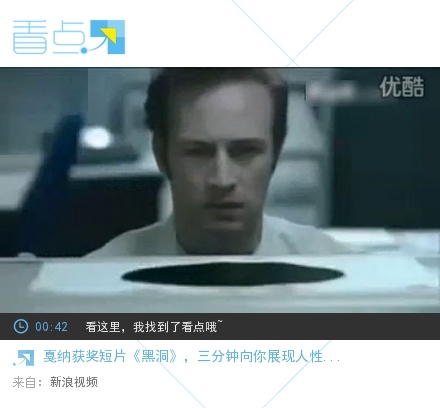 看点
优酷
00:42 看这里，我找到了看点哦~
戛纳获奖短片《黑洞》，三分钟向你展现人性...
来自：新浪视频